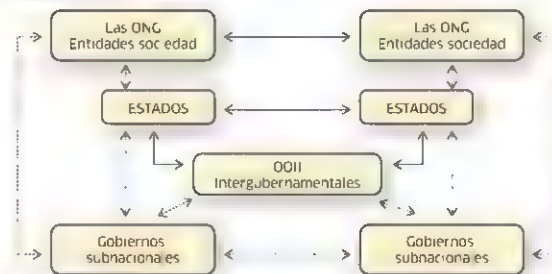 Las ONG
Entidades sociedad
Las ONG
Entidades sociedad
ESTADOS
ESTADOS
OOII
Intergubernamentales
Gobiernos
subnacionales
Gobiernos
subnacionales